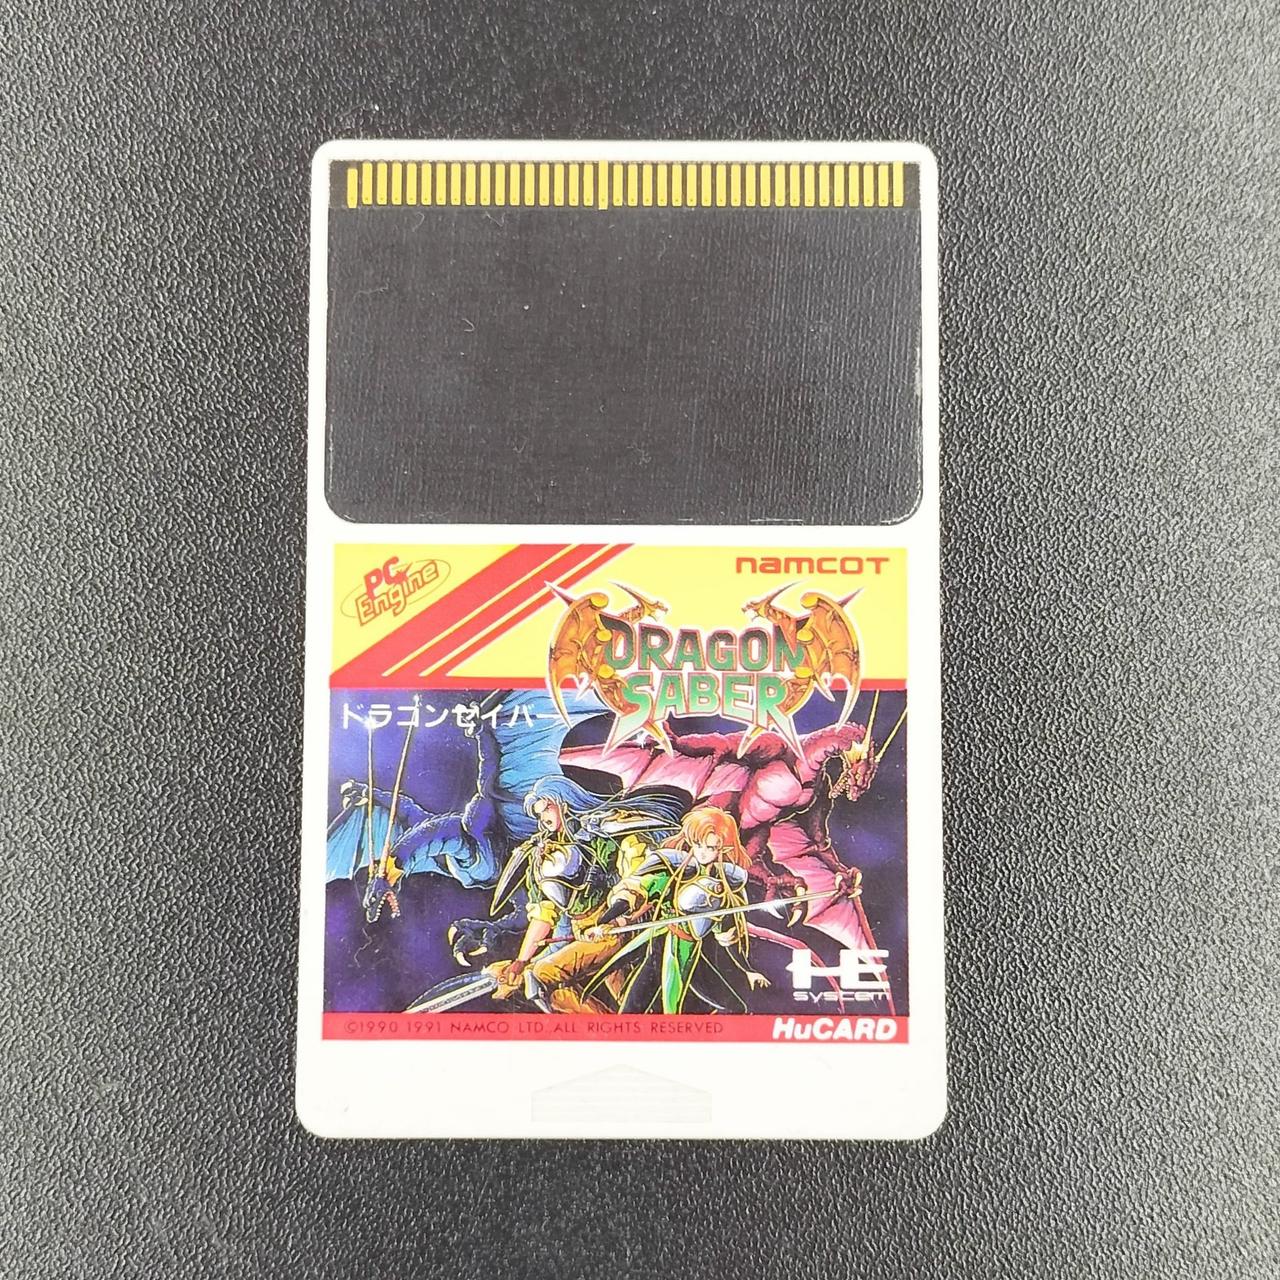 PC Engine
namcoT
DRAGON
SABER
ドラゴンセイバー
HE
system
©1990 1991 NAMCO LTD. ALL RIGHTS RESERVED
HuCARD